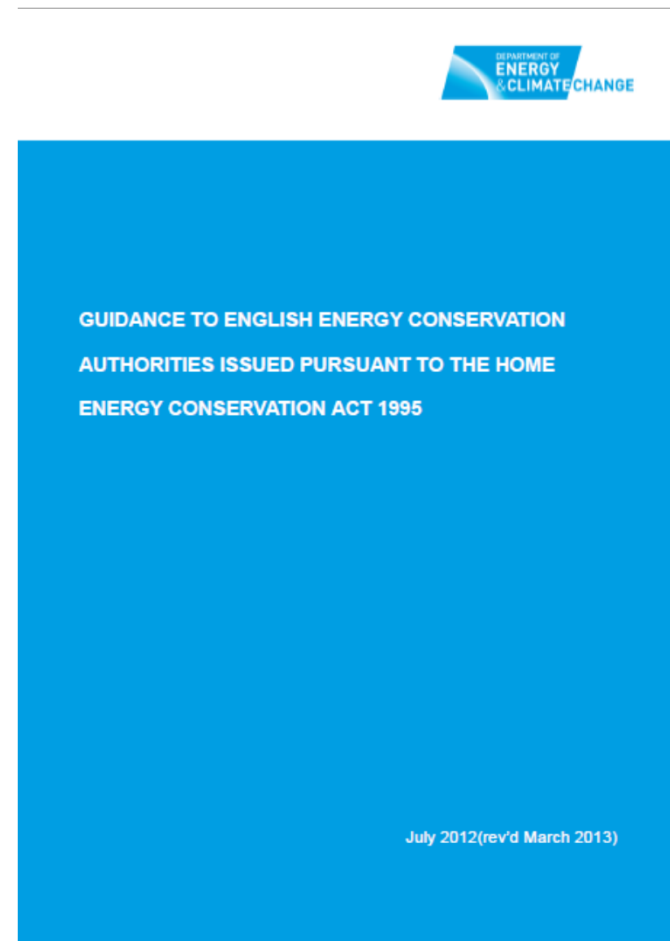 DEPARTMENT OF
ENERGY
& CLIMATE CHANGE
GUIDANCE TO ENGLISH ENERGY CONSERVATION
AUTHORITIES ISSUED PURSUANT TO THE HOME
ENERGY CONSERVATION ACT 1995
July 2012(rev'd March 2013)